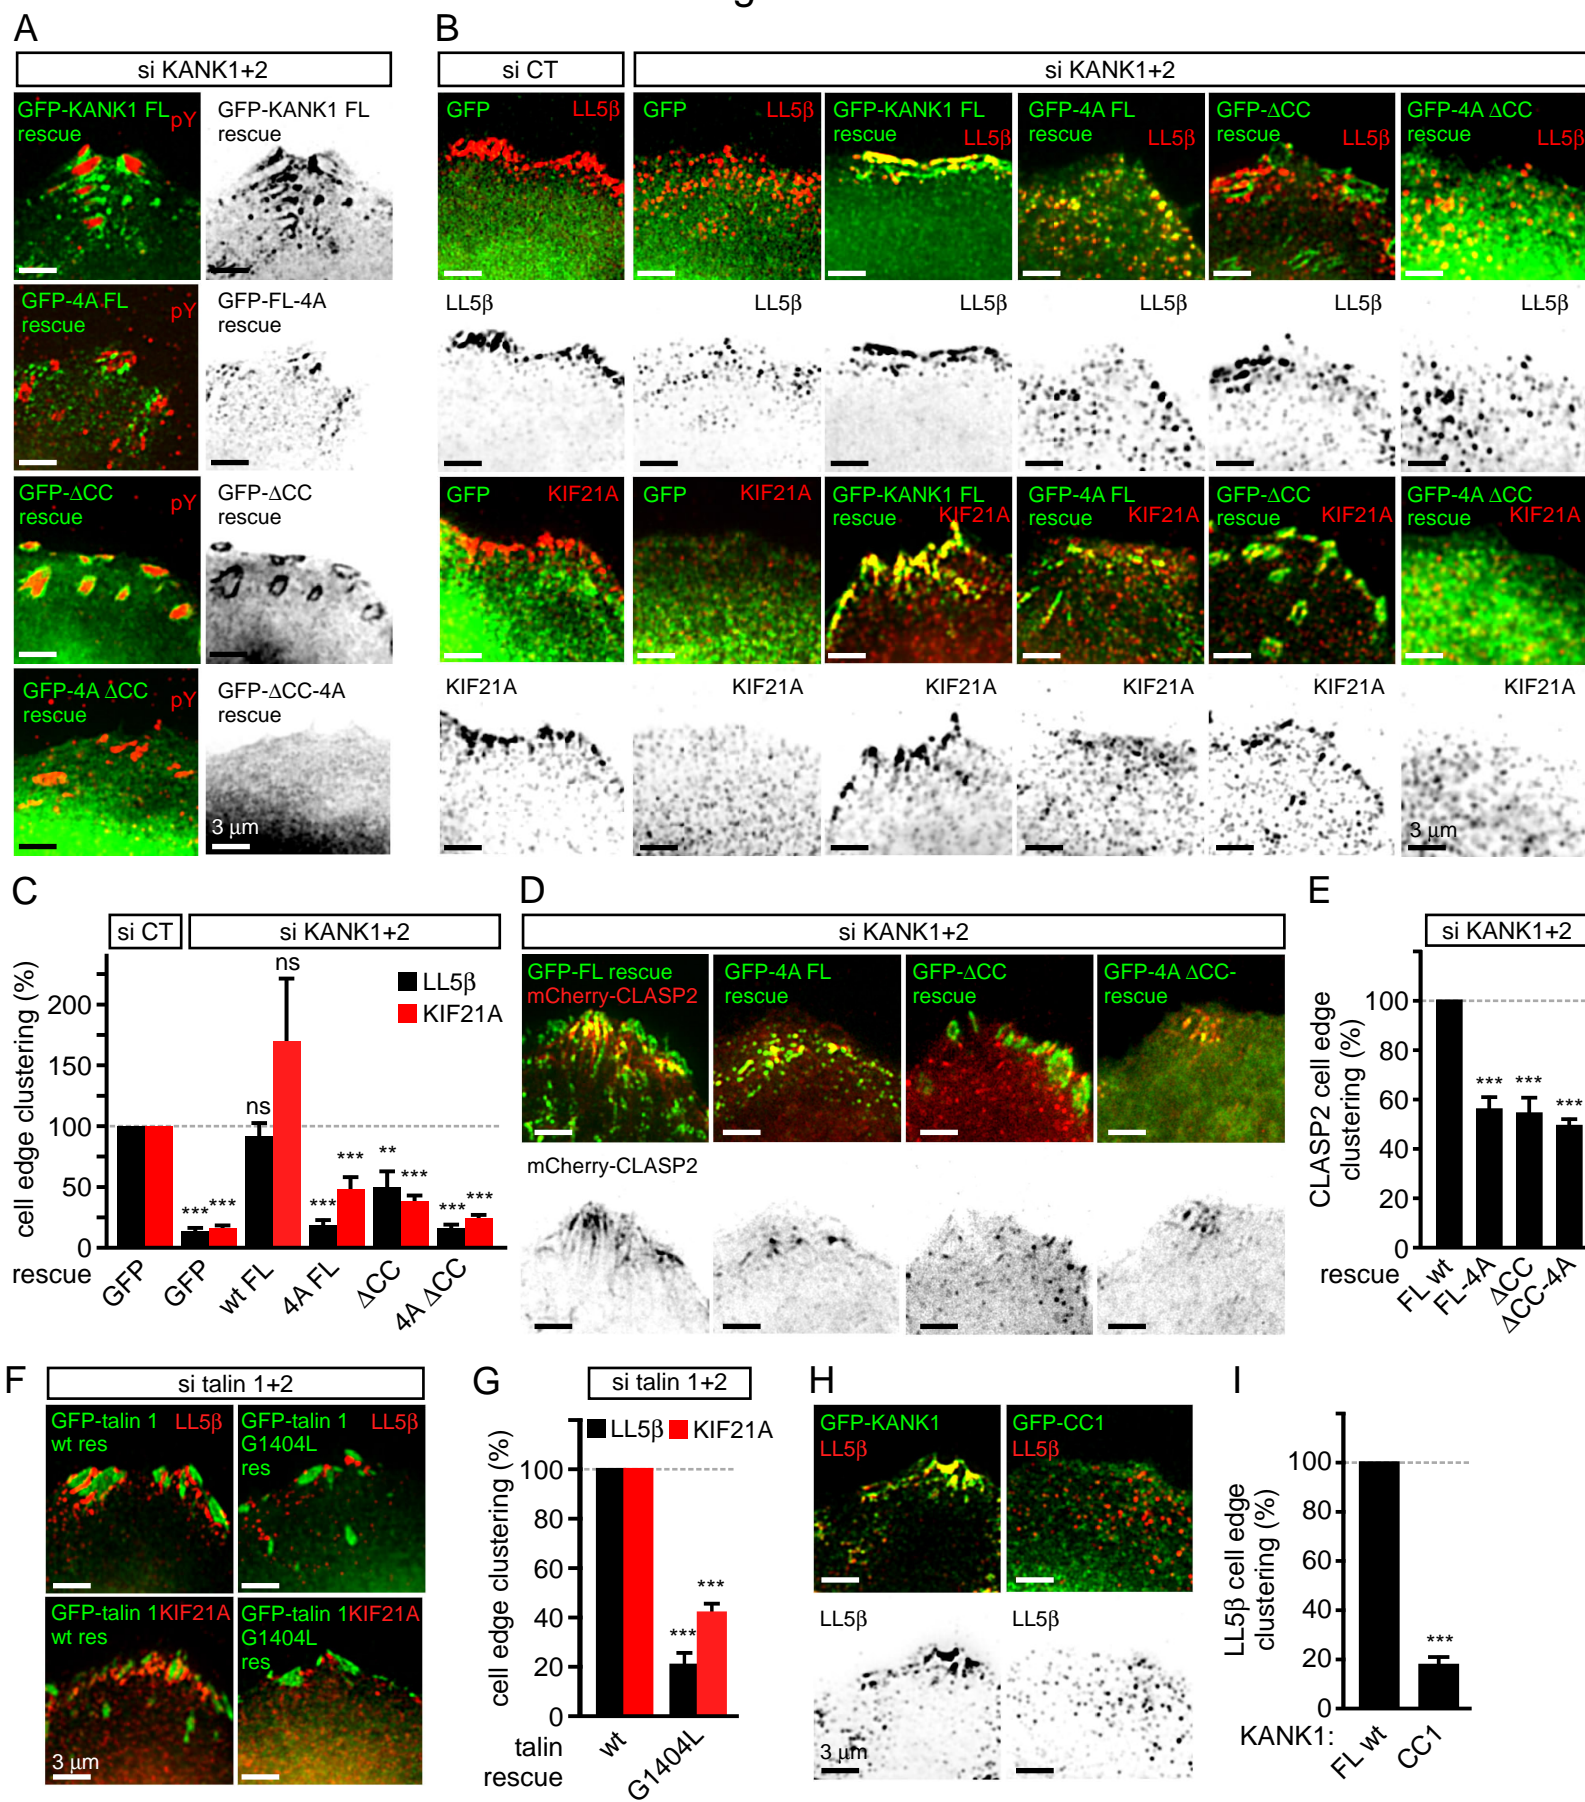 g
A
si KANK1+2
GFP-KANK1 FL
rescue
pY
GFP-KANK1 FL
rescue
GFP-4A FL
rescue
pY
GFP-FL-4A
rescue
GFP-ΔCC
rescue
pY
GFP-ΔCC
rescue
GFP-4A ΔCC
rescue
pY
GFP-ΔCC-4A
rescue
3 μm
B
si CT
si KANK1+2
GFP
LL5β
GFP
LL5β
GFP-KANK1 FL
rescue
LL5β
GFP-4A FL
rescue
LL5β
GFP-ΔCC
rescue
LL5β
GFP-4A ΔCC
rescue
LL5β
LL5β
LL5β
LL5β
LL5β
LL5β
LL5β
GFP
KIF21A
GFP
KIF21A
GFP-KANK1 FL
rescue
KIF21A
GFP-4A FL
rescue
KIF21A
GFP-ΔCC
rescue
KIF21A
GFP-4A ΔCC
rescue
KIF21A
KIF21A
KIF21A
KIF21A
KIF21A
KIF21A
KIF21A
3 μm
C
si CT
si KANK1+2
cell edge clustering (%)
200
150
100
50
0
LL5β
KIF21A
***
***
ns
ns
***
***
**
***
***
***
rescue
GFP
GFP
wt FL
4A FL
ΔCC
4A ΔCC
D
si KANK1+2
GFP-FL rescue
mCherry-CLASP2
GFP-4A FL
rescue
GFP-ΔCC
rescue
GFP-4A ΔCC-
rescue
mCherry-CLASP2
E
si KANK1+2
CLASP2 cell edge
clustering (%)
100
80
60
40
20
0
***
***
***
rescue
FL wt
FL-4A
ΔCC
ΔCC-4A
F
si talin 1+2
GFP-talin 1
wt res
LL5β
GFP-talin 1
G1404L
res
LL5β
GFP-talin 1
wt res
KIF21A
GFP-talin 1
G1404L
res
KIF21A
3 μm
G
si talin 1+2
LL5β
KIF21A
cell edge clustering (%)
100
80
60
40
20
0
***
***
talin
rescue
wt
G1404L
H
GFP-KANK1
LL5β
GFP-CC1
LL5β
LL5β
LL5β
3 μm
I
LL5β cell edge
clustering (%)
100
80
60
40
20
0
***
KANK1:
FL wt
CC1